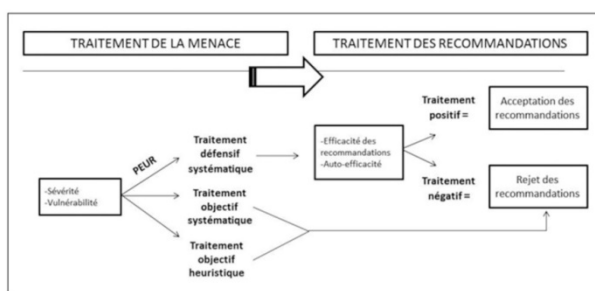 TRAITEMENT DE LA MENACE
TRAITEMENT DES RECOMMANDATIONS
Traitement
positif =
Acceptation des
recommandations
PEUR
Traitement
défensif
systématique
-Efficacité des
recommandations
-Auto-efficacité
-Sévérité
-Vulnérabilité
Traitement
objectif
systématique
Traitement
négatif =
Rejet des
recommandations
Traitement
objectif
heuristique